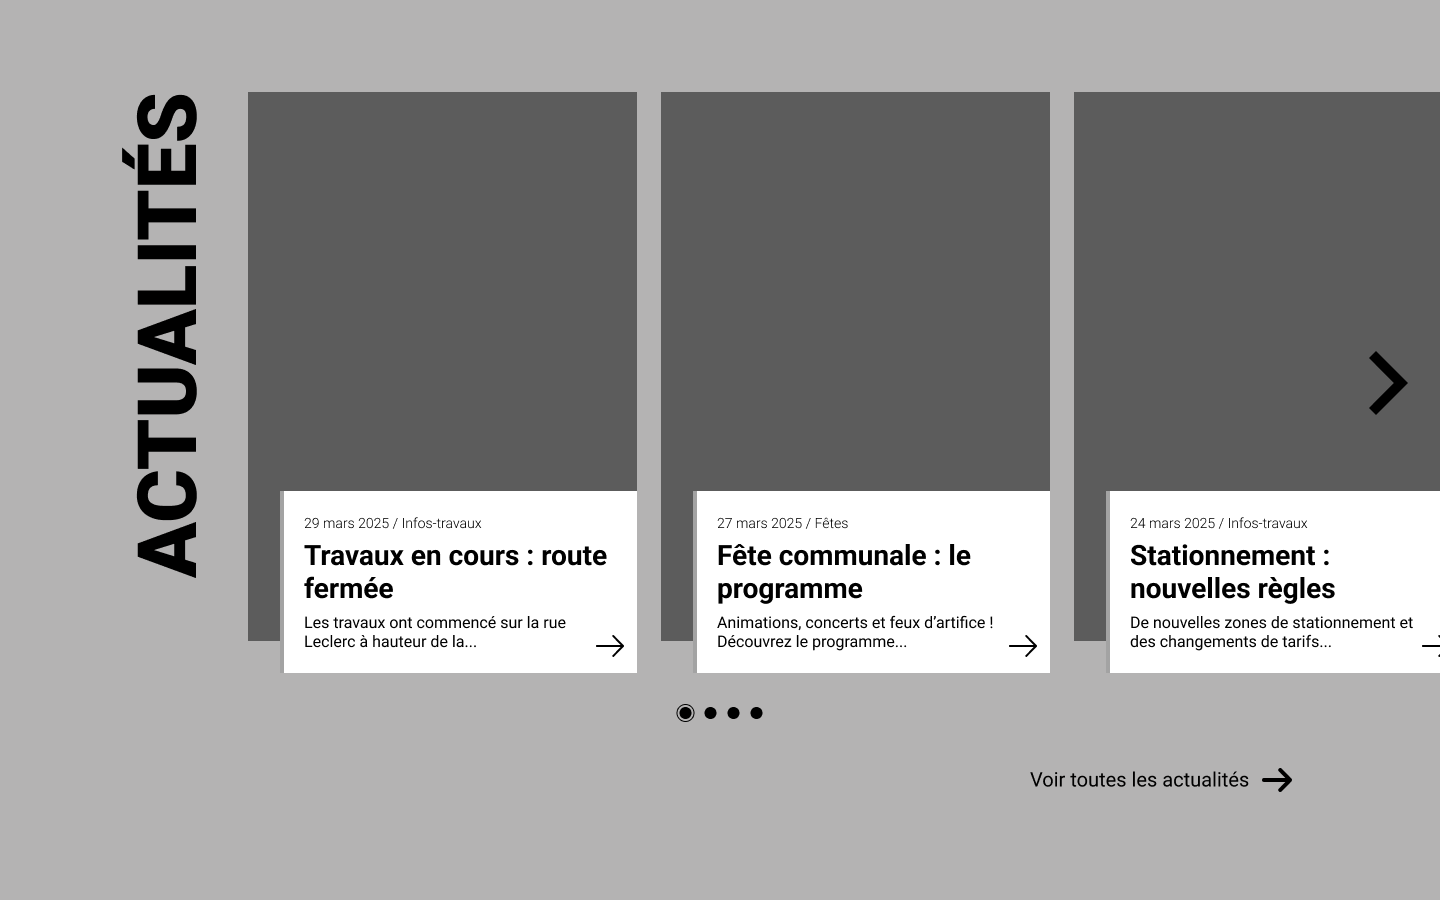 ACTUALITÉS
29 mars 2025 / Infos-travaux
Travaux en cours : route
fermée
Les travaux ont commencé sur la rue
Leclerc à hauteur de la...
27 mars 2025 / Fêtes
Fête communale : le
programme
Animations, concerts et feux d’artifice !
Découvrez le programme...
24 mars 2025 / Infos-travaux
Stationnement :
nouvelles règles
De nouvelles zones de stationnement et
des changements de tarifs...
Voir toutes les actualités